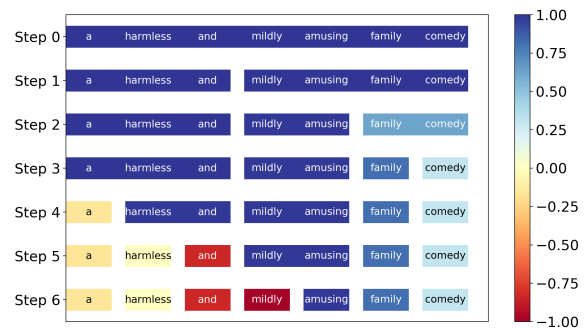 Step 0 a harmless and mildly amusing family comedy 1.00
Step 1 a harmless and mildly amusing family comedy 0.75
Step 2 a harmless and mildly amusing family comedy 0.50
0.25
Step 3 a harmless and mildly amusing family comedy 0.00
Step 4 a harmless and mildly amusing family comedy −0.25
−0.50
Step 5 a harmless and mildly amusing family comedy
−0.75
Step 6 a harmless and mildly amusing family comedy
−1.00